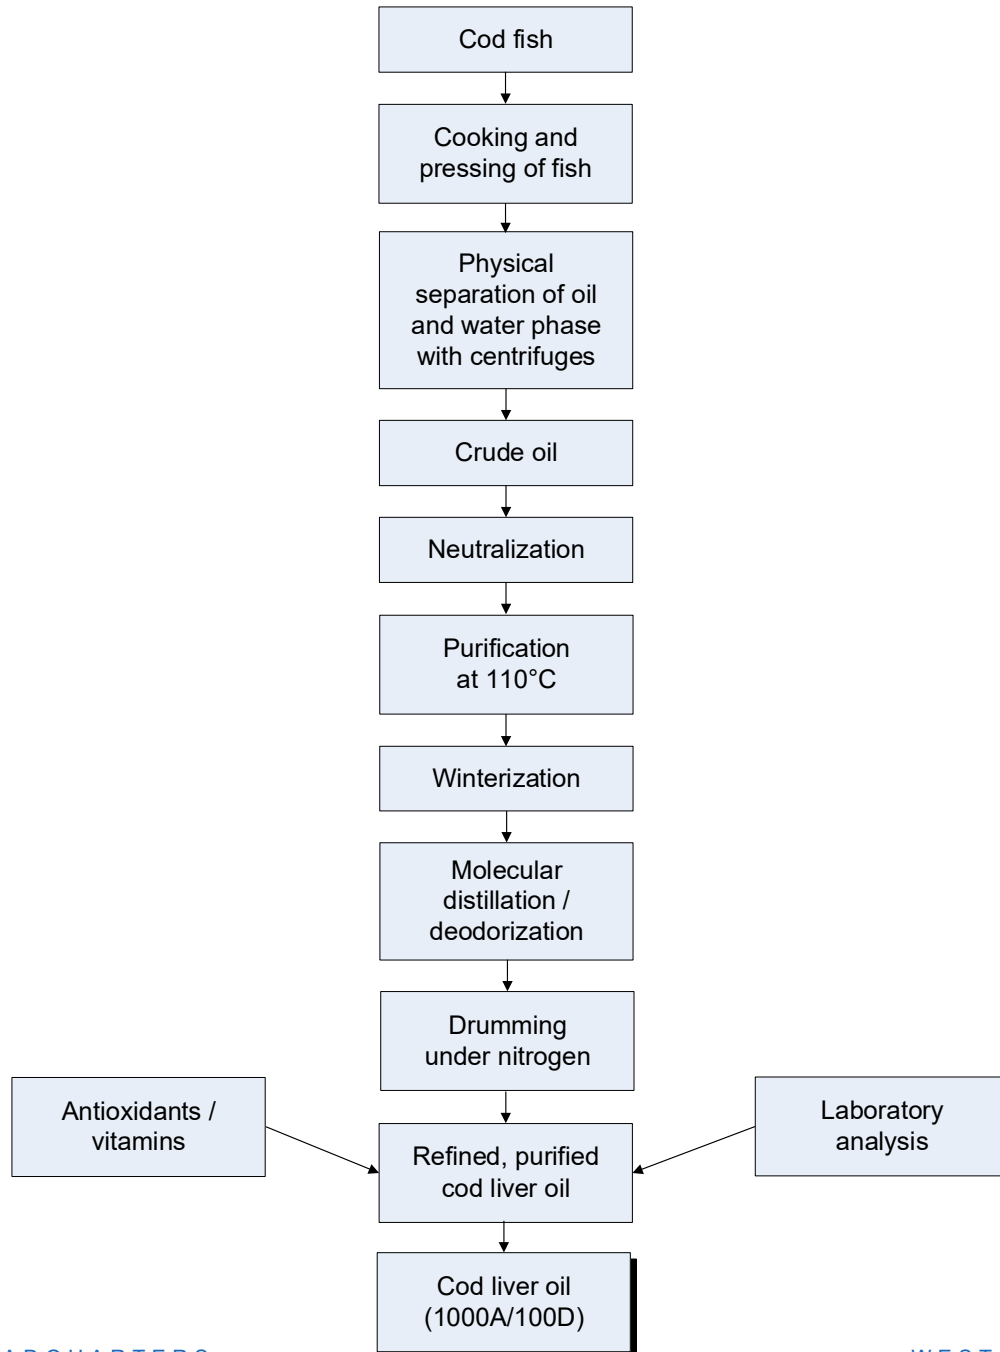 Cod fish
Cooking and
pressing of fish
Physical
separation of oil
and water phase
with centrifuges
Crude oil
Neutralization
Purification
at 110°C
Winterization
Molecular
distillation /
deodorization
Drumming
under nitrogen
Antioxidants /
vitamins
Laboratory
analysis
Refined, purified
cod liver oil
Cod liver oil
(1000A/100D)